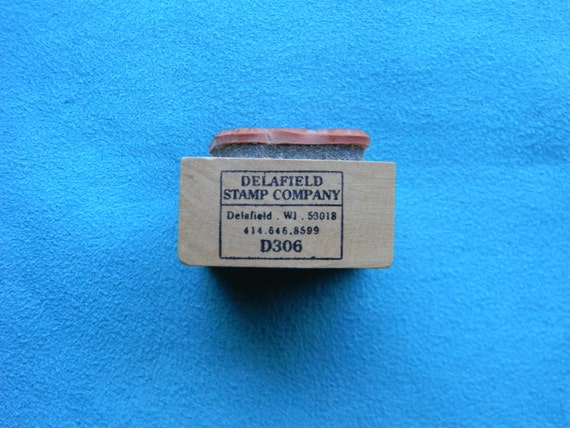 DELAFIELD
STAMP COMPANY
Delafield . WI . 53018
414.646.8599
D306